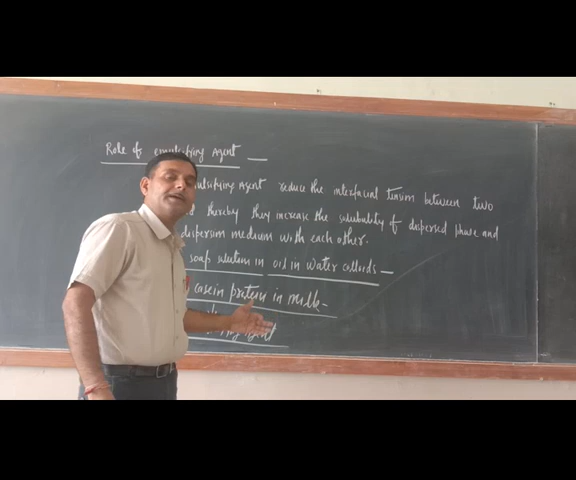 Role of emulsifying Agent
emulsifying Agent reduce the interfacial tension between two
thereby they increase the solubility of dispersed phase and
dispersion medium with each other.
soap solution in oil in water colloids
casein protein in milk